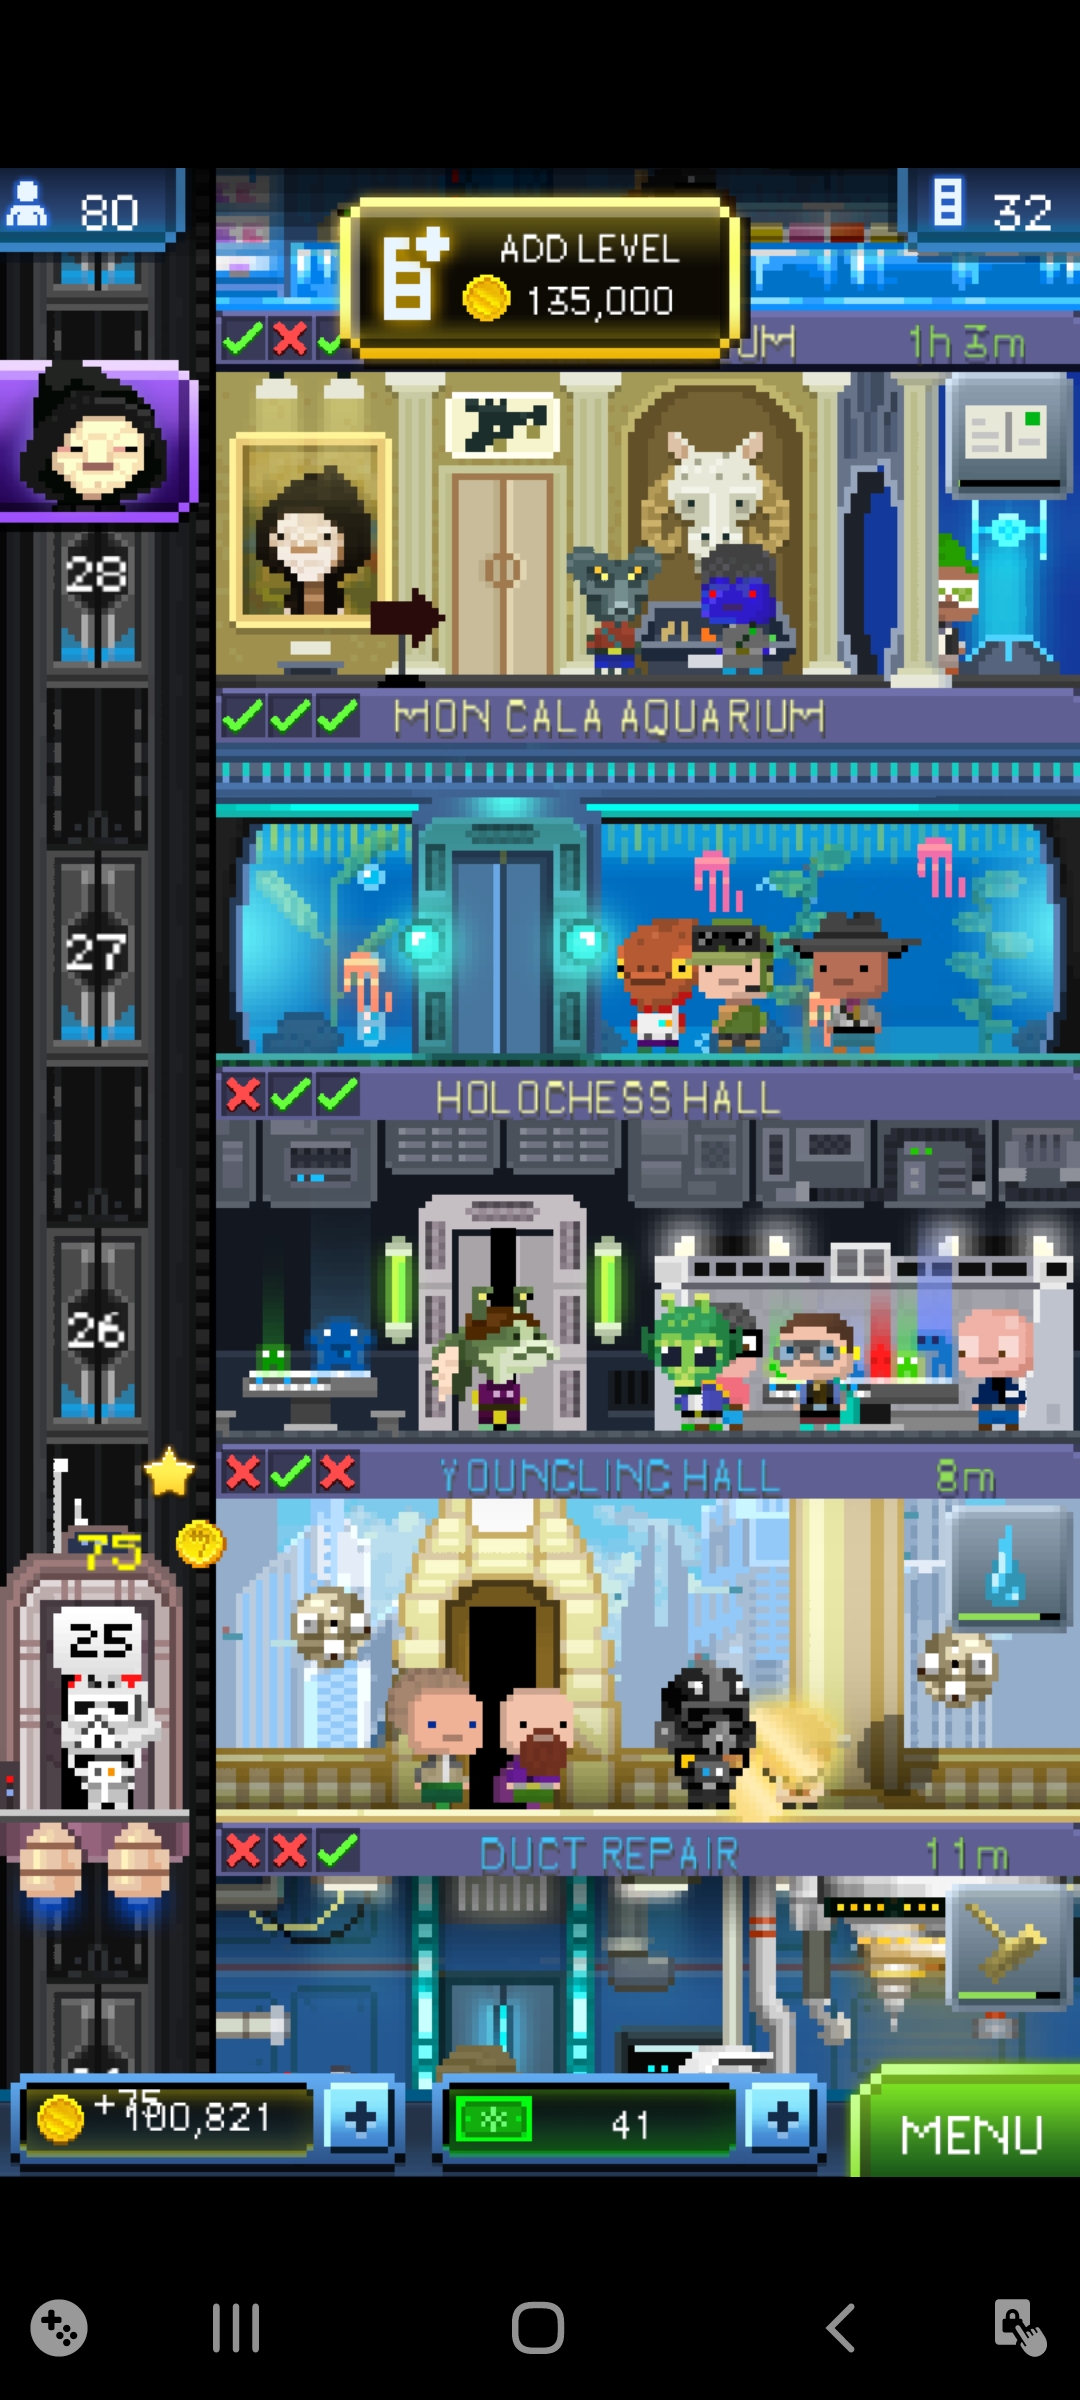 80
32
ADD LEVEL
135,000
UM
1h 3m
28
MON CALA AQUARIUM
27
HOLOCHESS HALL
26
YOUNGLING HALL
8m
75
25
DUCT REPAIR
11m
+75
100,821
41
MENU